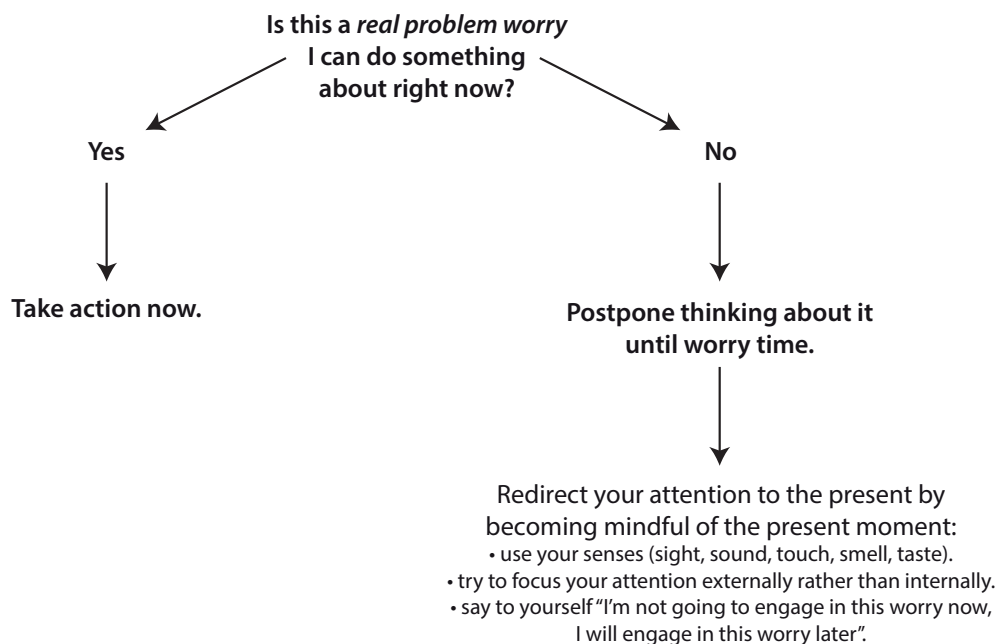 Is this a real problem worry
I can do something
about right now?
Yes
No
Take action now.
Postpone thinking about it
until worry time.
Redirect your attention to the present by
becoming mindful of the present moment:
• use your senses (sight, sound, touch, smell, taste).
• try to focus your attention externally rather than internally.
• say to yourself “I’m not going to engage in this worry now,
I will engage in this worry later”.